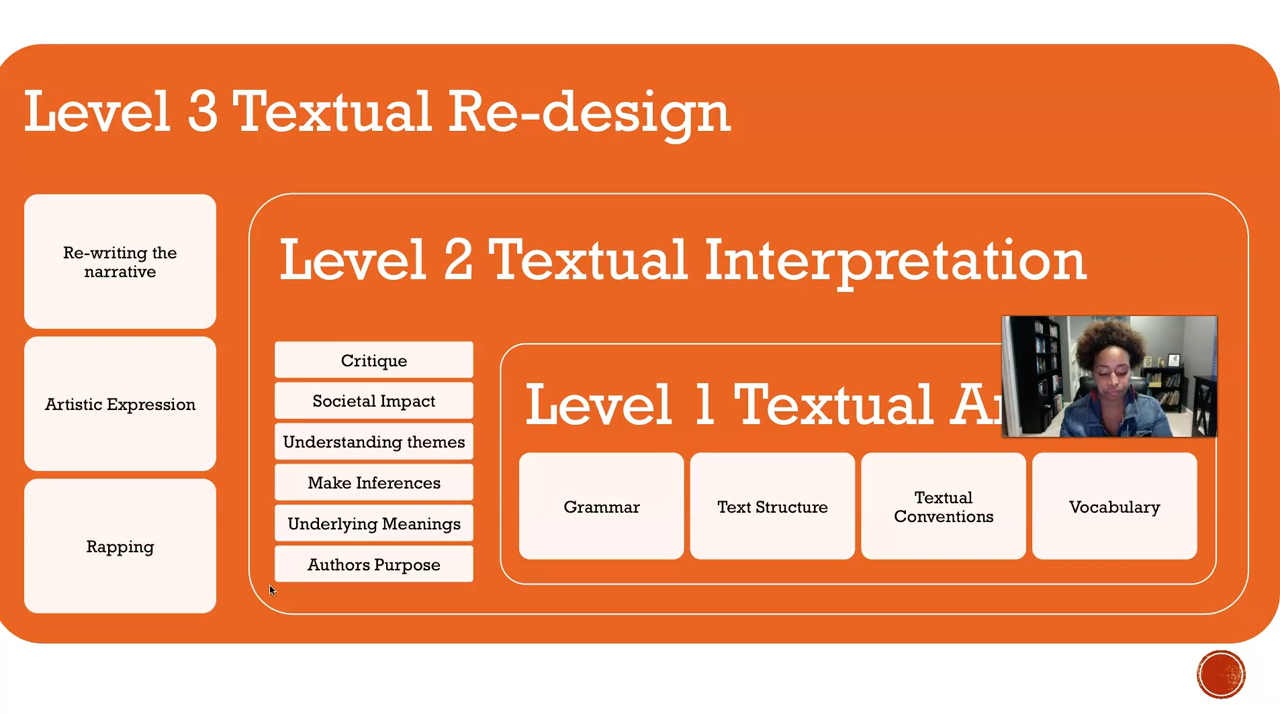 Level 3 Textual Re-design
Re-writing the
narrative
Artistic Expression
Rapping
Level 2 Textual Interpretation
Critique
Societal Impact
Understanding themes
Make Inferences
Underlying Meanings
Authors Purpose
Level 1 Textual
Grammar
Text Structure
Textual
Conventions
Vocabulary